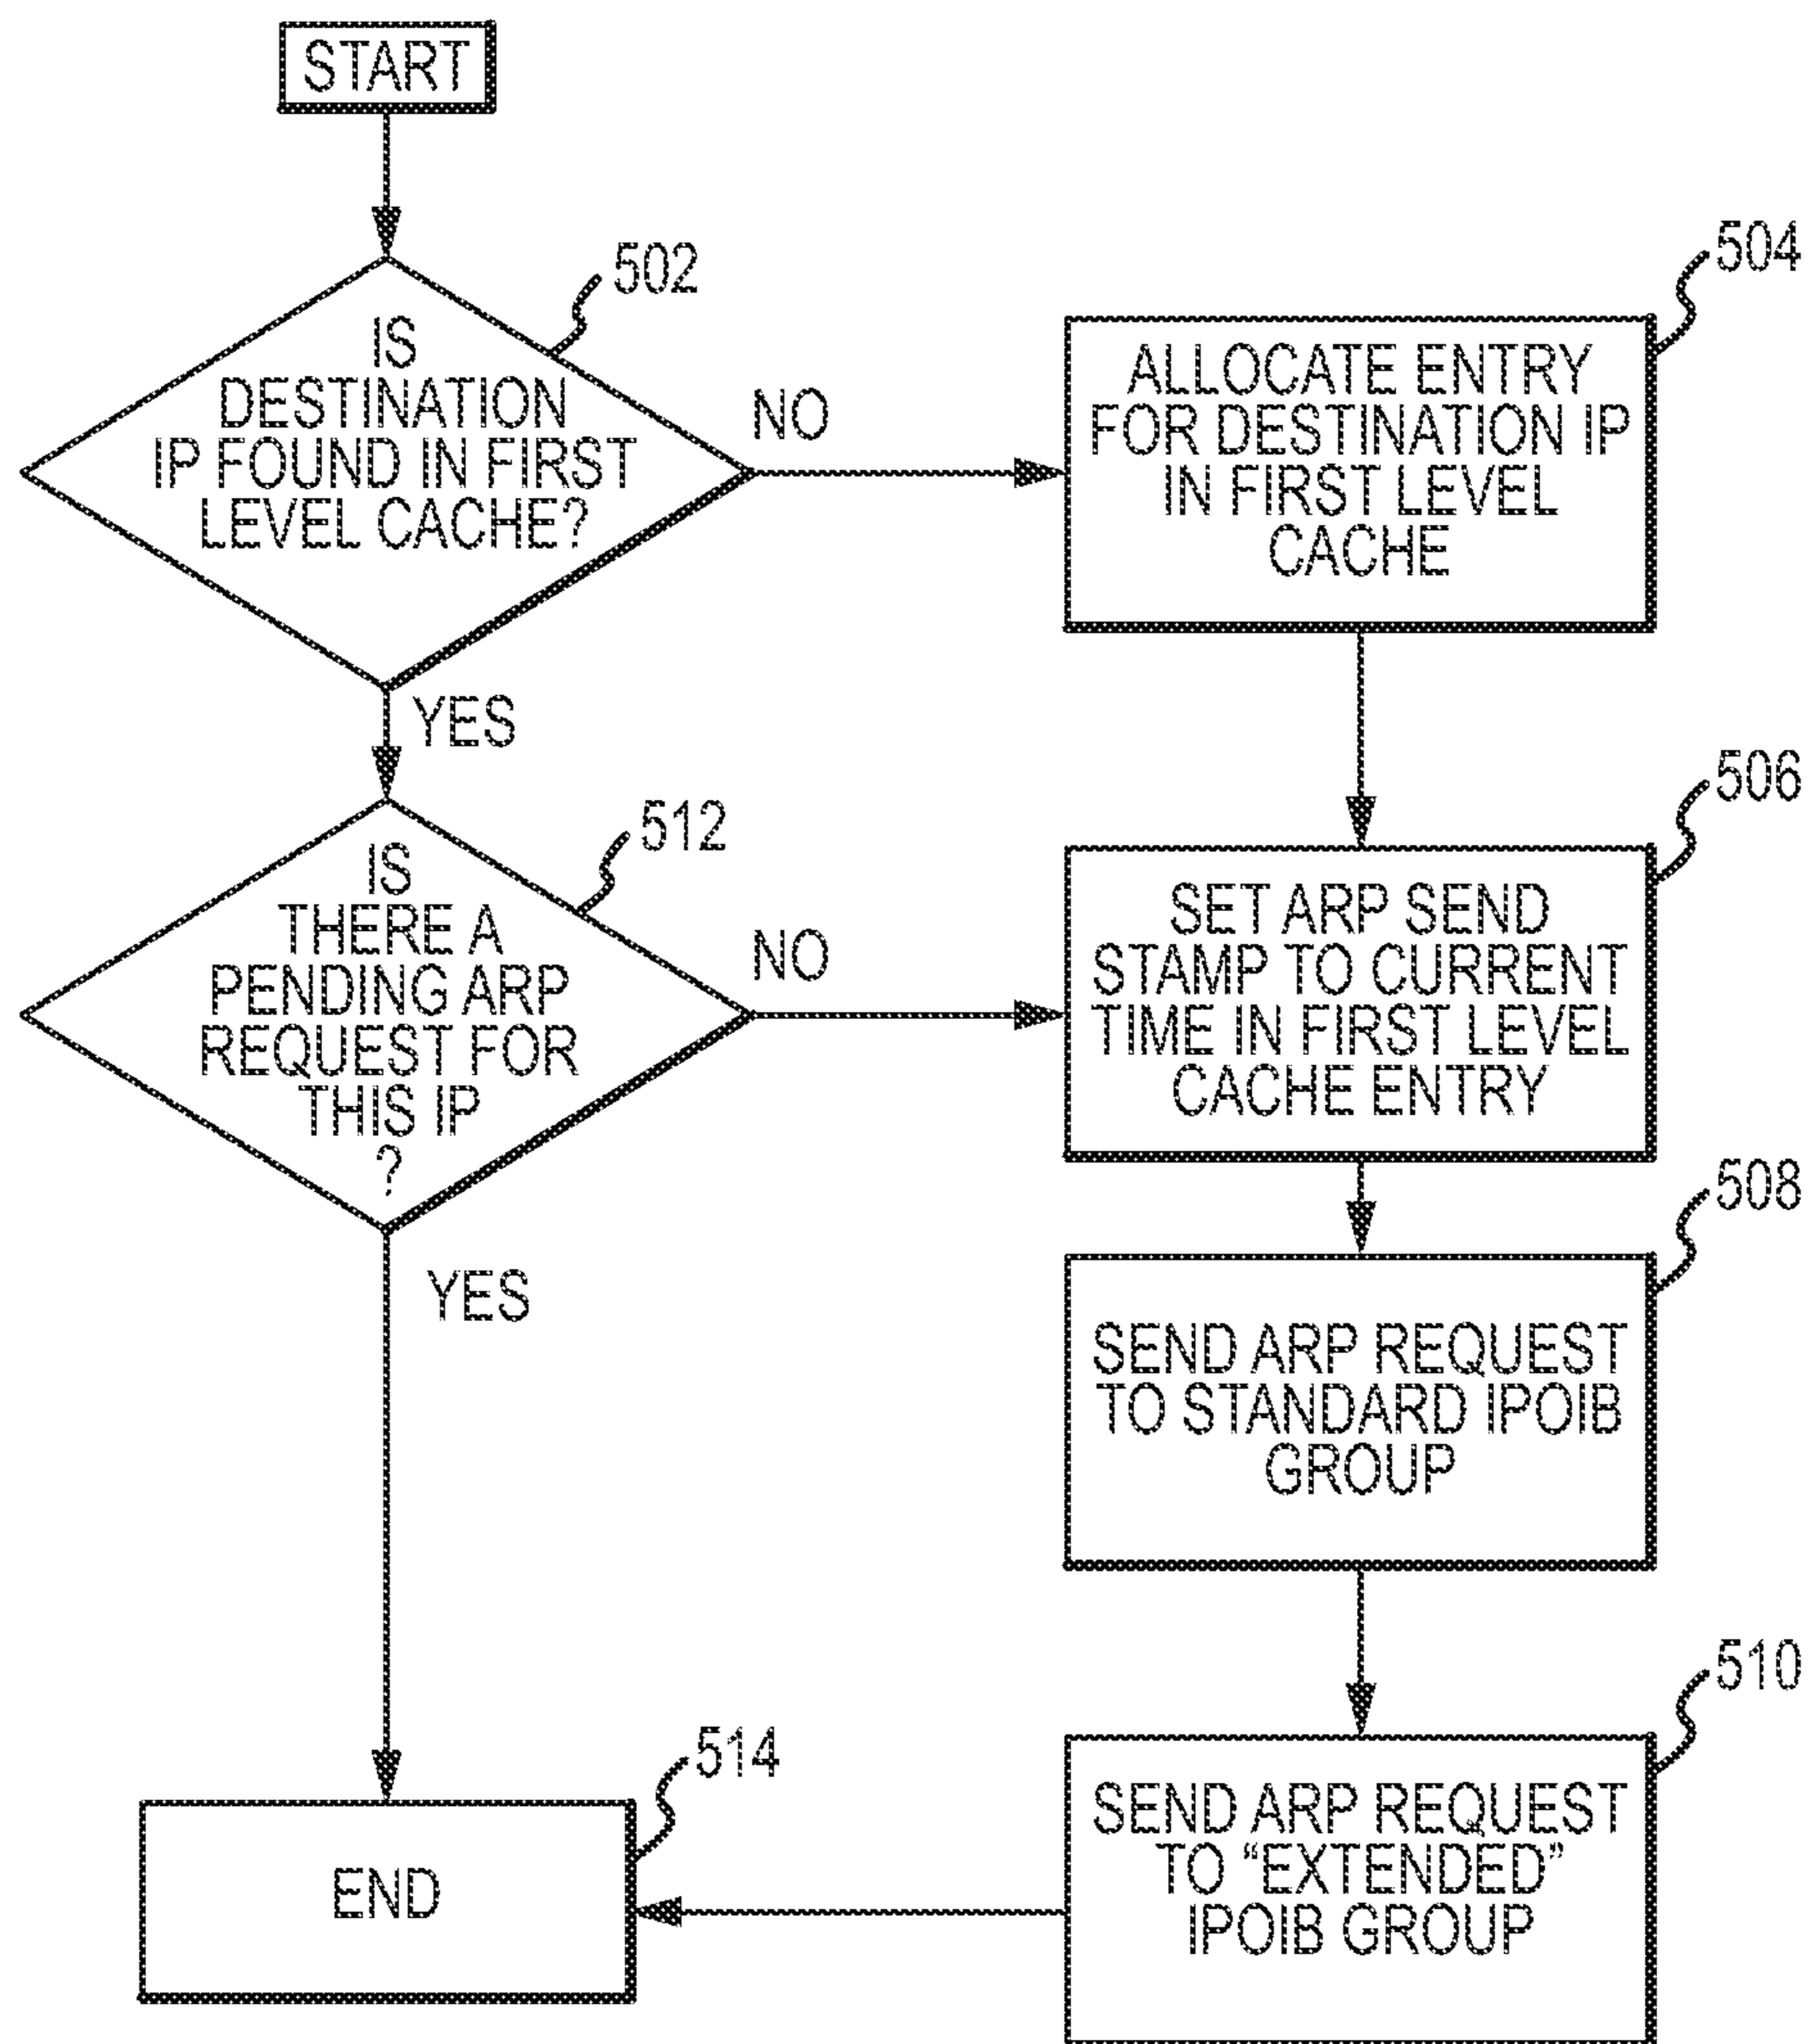 START
502
IS
DESTINATION
IP FOUND IN FIRST
LEVEL CACHE?
NO
YES
504
ALLOCATE ENTRY
FOR DESTINATION IP
IN FIRST LEVEL
CACHE
512
IS
THERE A
PENDING ARP
REQUEST FOR
THIS IP
?
NO
YES
506
SET ARP SEND
STAMP TO CURRENT
TIME IN FIRST LEVEL
CACHE ENTRY
508
SEND ARP REQUEST
TO STANDARD IPOIB
GROUP
510
SEND ARP REQUEST
TO “EXTENDED”
IPOIB GROUP
514
END